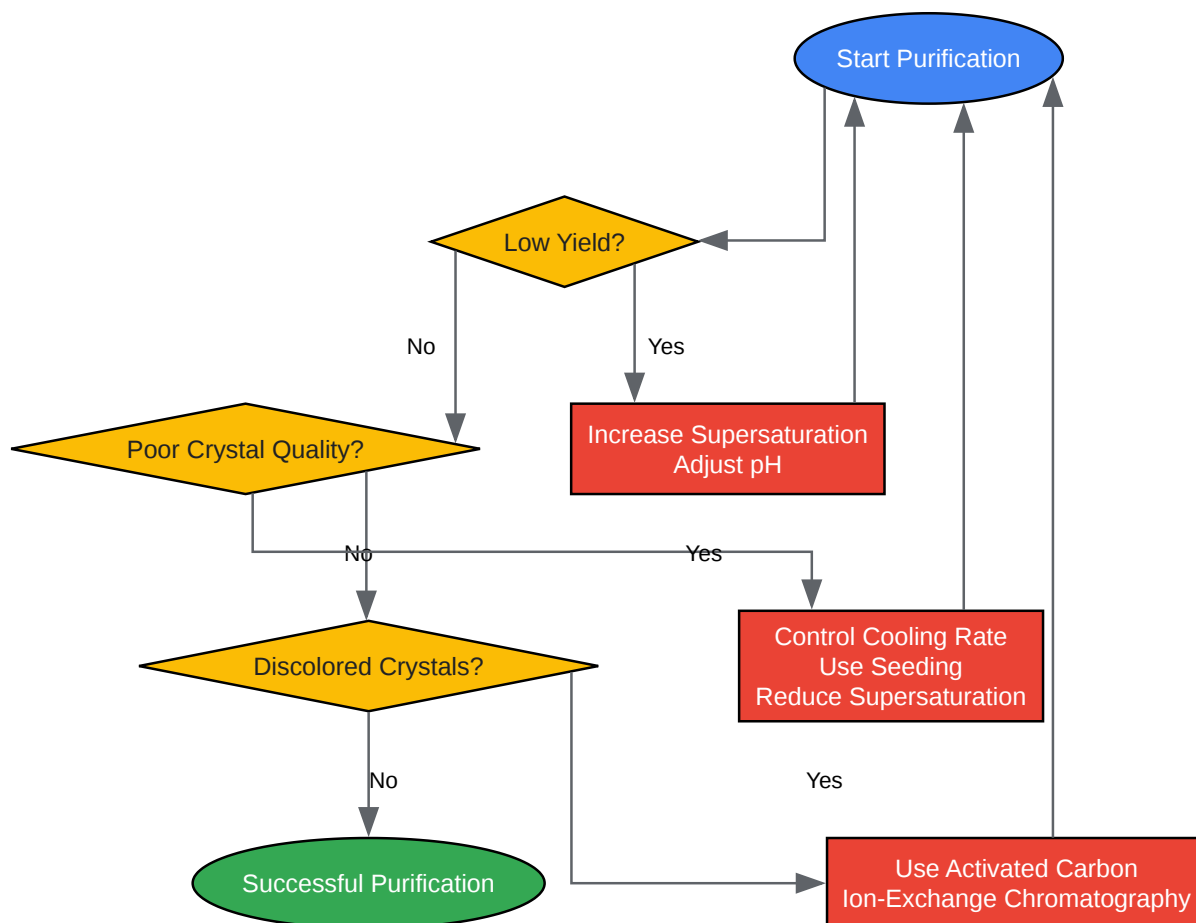 Start Purification
Low Yield?
No
Yes
Poor Crystal Quality?
Increase Supersaturation
Adjust pH
No
Yes
Control Cooling Rate
Use Seeding
Reduce Supersaturation
Discolored Crystals?
No
Yes
Successful Purification
Use Activated Carbon
Ion-Exchange Chromatography